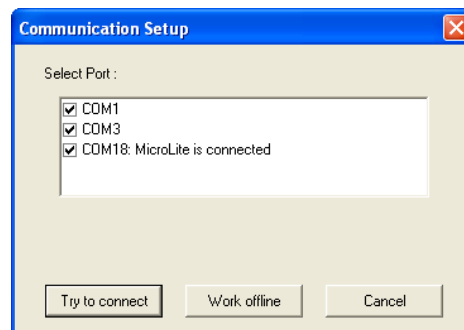 Communication Setup
Select Port :
COM1
COM3
COM18: MicroLite is connected
Try to connect
Work offline
Cancel